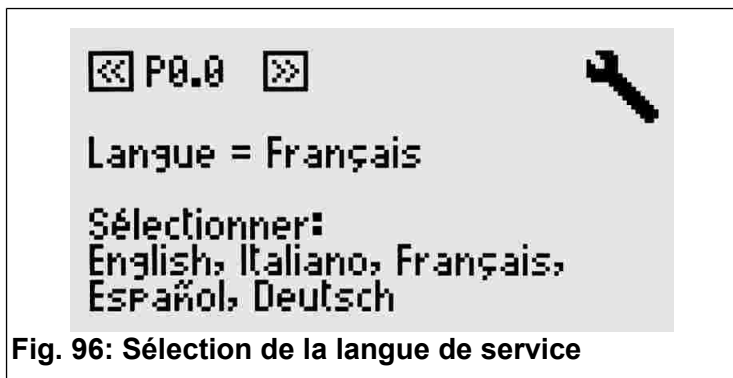 « P0.0 »
Langue = Français
Sélectionner:
English, Italiano, Français,
Español, Deutsch
Fig. 96: Sélection de la langue de service